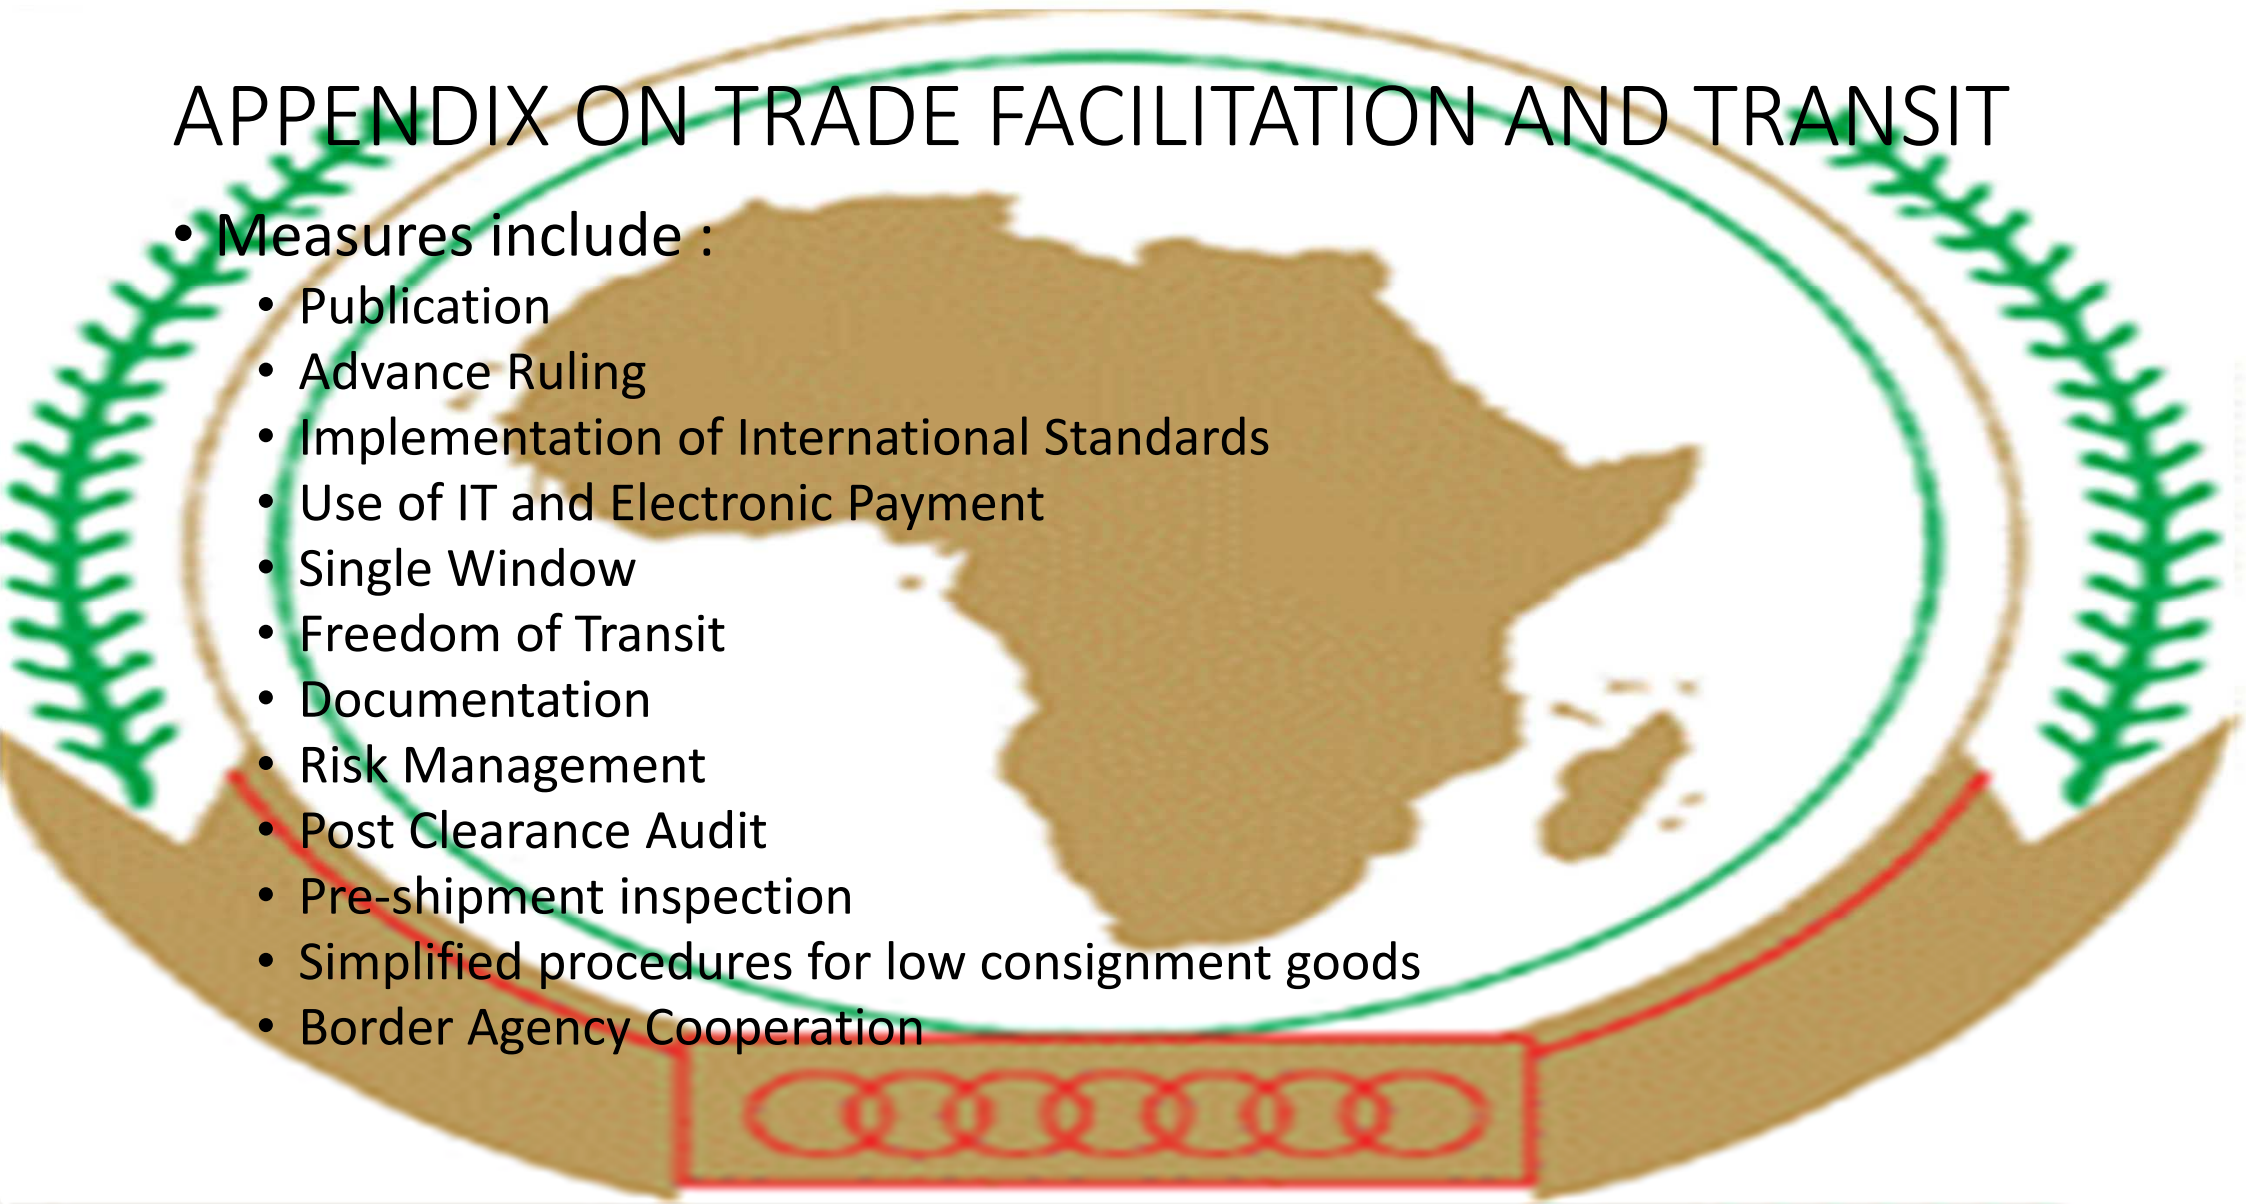 APPENDIX ON TRADE FACILITATION AND TRANSIT
• Measures include :
• Publication
• Advance Ruling
• Implementation of International Standards
• Use of IT and Electronic Payment
• Single Window
• Freedom of Transit
• Documentation
• Risk Management
• Post Clearance Audit
• Pre-shipment inspection
• Simplified procedures for low consignment goods
• Border Agency Cooperation